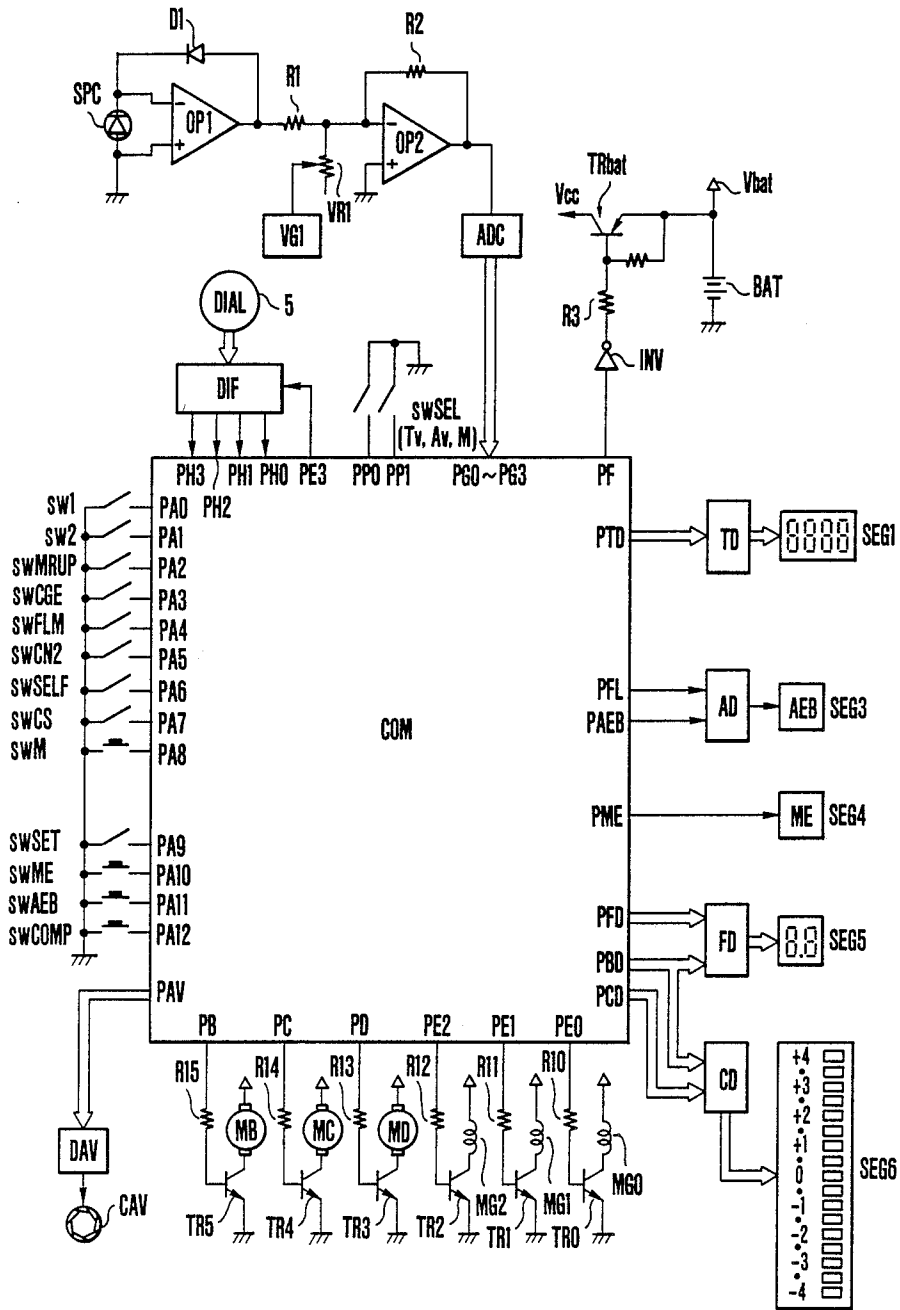 D1
R2
R1
SPC
OP1
OP2
VR1
VG1
ADC
TRbat
Vcc
Vbat
BAT
R3
INV
DIAL
5
DIF
swSEL
(Tv, Av, M)
PH3
PH2
PH1
PH0
PE3
PP0
PP1
PG0~PG3
PF
sw1
PA0
sw2
PA1
swMRUP
PA2
swCGE
PA3
swFLM
PA4
swCN2
PA5
swSELF
PA6
swCS
PA7
swM
PA8
swSET
PA9
swME
PA10
swAEB
PA11
swCOMP
PA12
PAV
COM
PTD
TD
8888
SEG1
PFL
PAEB
AD
AEB
SEG3
PME
ME
SEG4
PFD
PBD
PCD
FD
8.8
SEG5
CD
+4
+3
+2
+1
0
-1
-2
-3
-4
SEG6
PB
PC
PD
PE2
PE1
PE0
R15
R14
R13
R12
R11
R10
MB
MC
MD
MG2
MG1
MG0
TR5
TR4
TR3
TR2
TR1
TR0
DAV
CAV